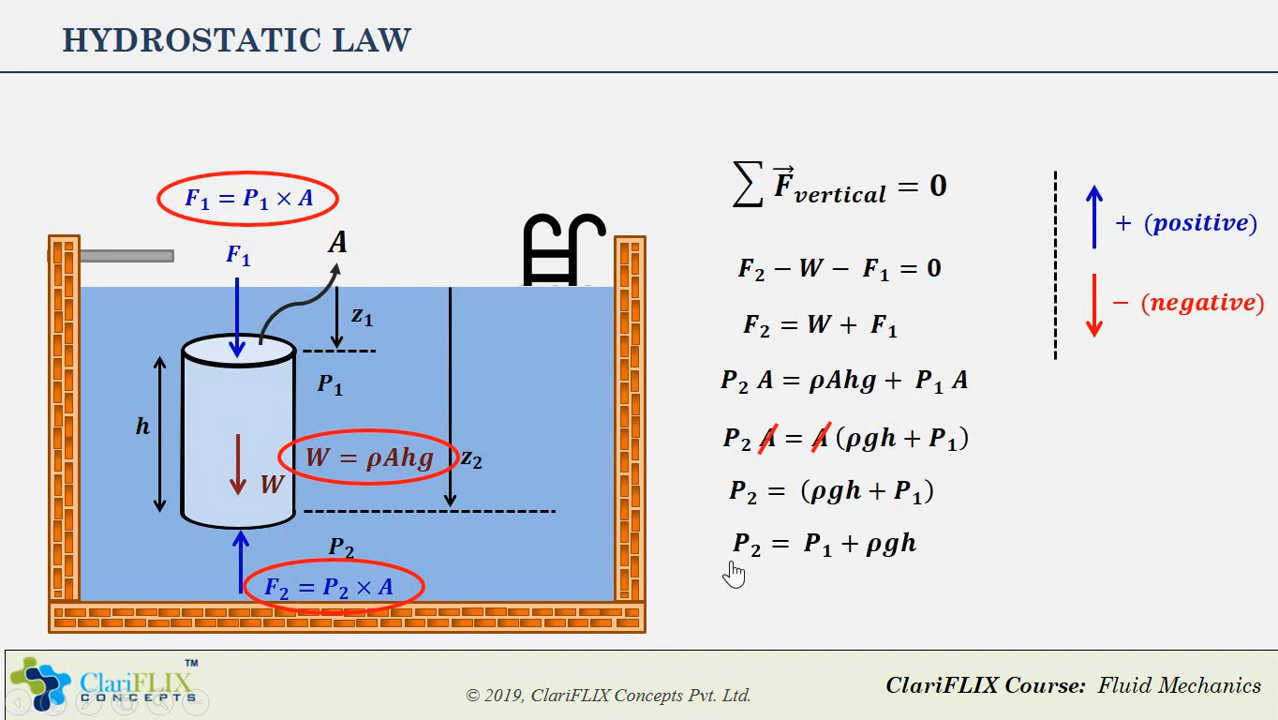 HYDROSTATIC LAW
F₁ = P₁ × A
F₁
A
z₁
P₁
h
W = ρAhg
z₂
W
P₂
F₂ = P₂ × A
∑ F⃗vertical = 0
F₂ − W − F₁ = 0
F₂ = W + F₁
P₂ A = ρAhg + P₁ A
P₂ A = A (ρgh + P₁)
P₂ = (ρgh + P₁)
P₂ = P₁ + ρgh
+ (positive)
− (negative)
ClariFLIX™
CONCEPTS
© 2019, ClariFLIX Concepts Pvt. Ltd.
ClariFLIX Course: Fluid Mechanics